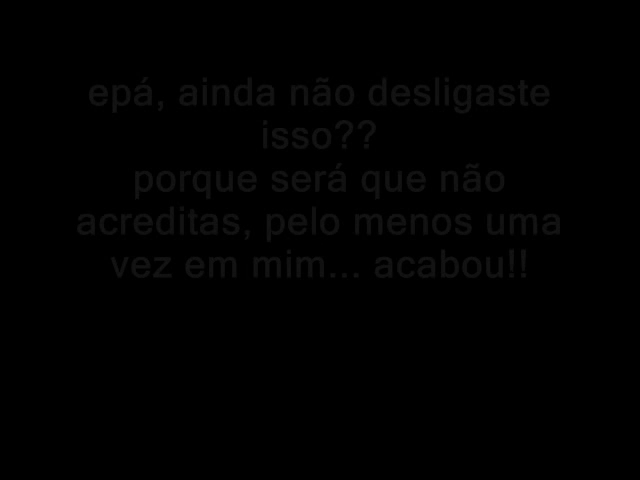 epá, ainda não desligaste
isso??
porque será que não
acreditas, pelo menos uma
vez em mim... acabou!!